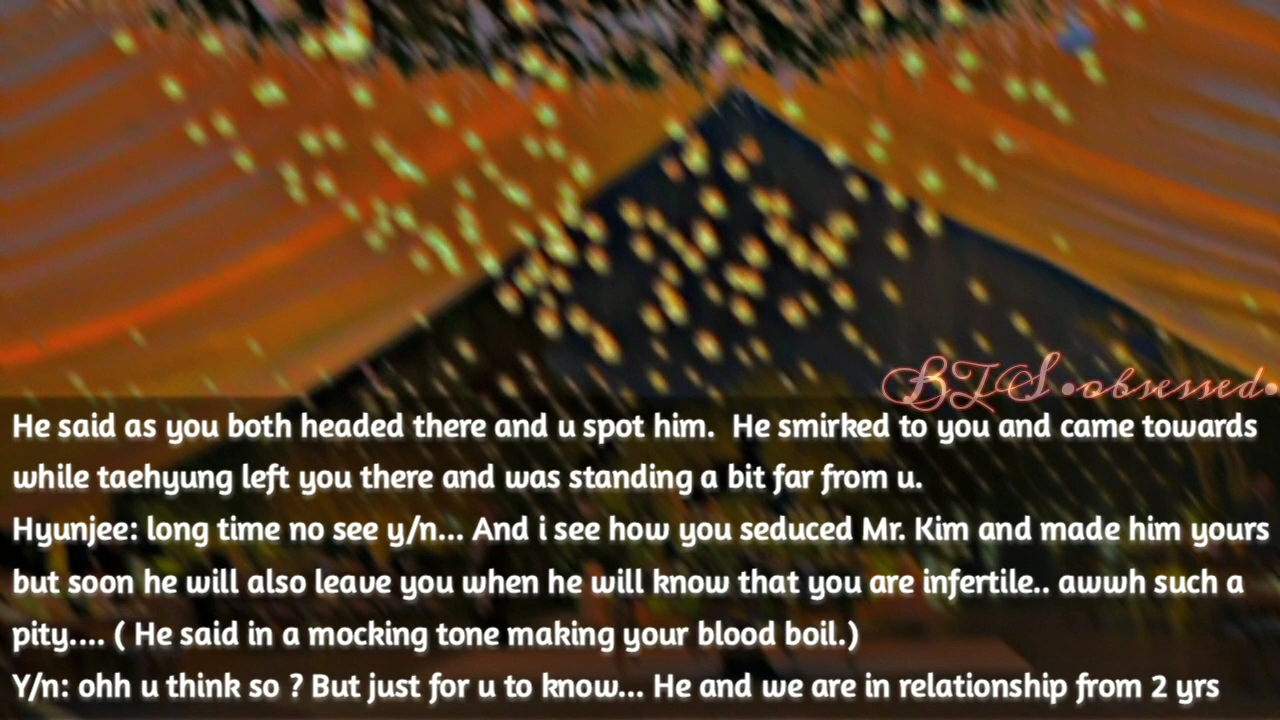 BTS•obsessed•
He said as you both headed there and u spot him. He smirked to you and came towards
while taehyung left you there and was standing a bit far from u.
Hyunjee: long time no see y/n... And i see how you seduced Mr. Kim and made him yours
but soon he will also leave you when he will know that you are infertile.. awwh such a
pity.... ( He said in a mocking tone making your blood boil.)
Y/n: ohh u think so ? But just for u to know... He and we are in relationship from 2 yrs